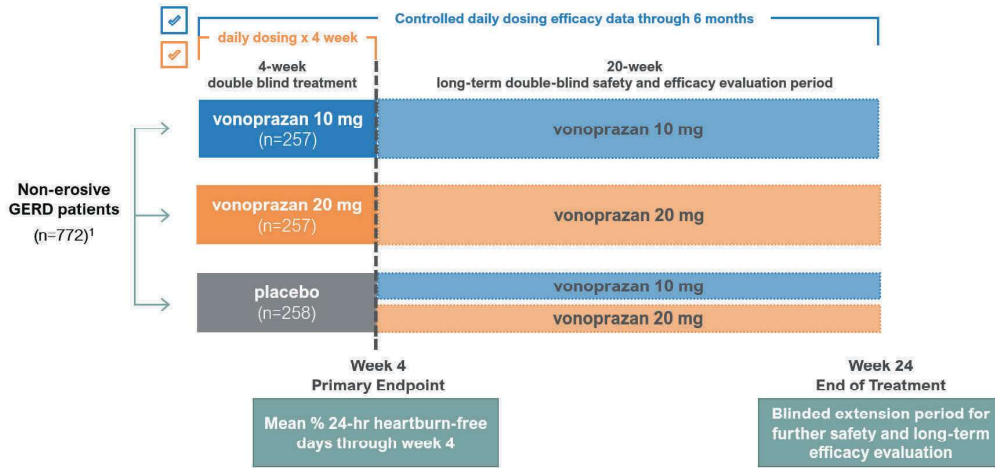 Controlled daily dosing efficacy data through 6 months
daily dosing x 4 week
4-week
double blind treatment
20-week
long-term double-blind safety and efficacy evaluation period
Non-erosive
GERD patients
(n=772)¹
vonoprazan 10 mg
(n=257)
vonoprazan 10 mg
vonoprazan 20 mg
(n=257)
vonoprazan 20 mg
placebo
(n=258)
vonoprazan 10 mg
vonoprazan 20 mg
Week 4
Primary Endpoint
Mean % 24-hr heartburn-free
days through week 4
Week 24
End of Treatment
Blinded extension period for
further safety and long-term
efficacy evaluation